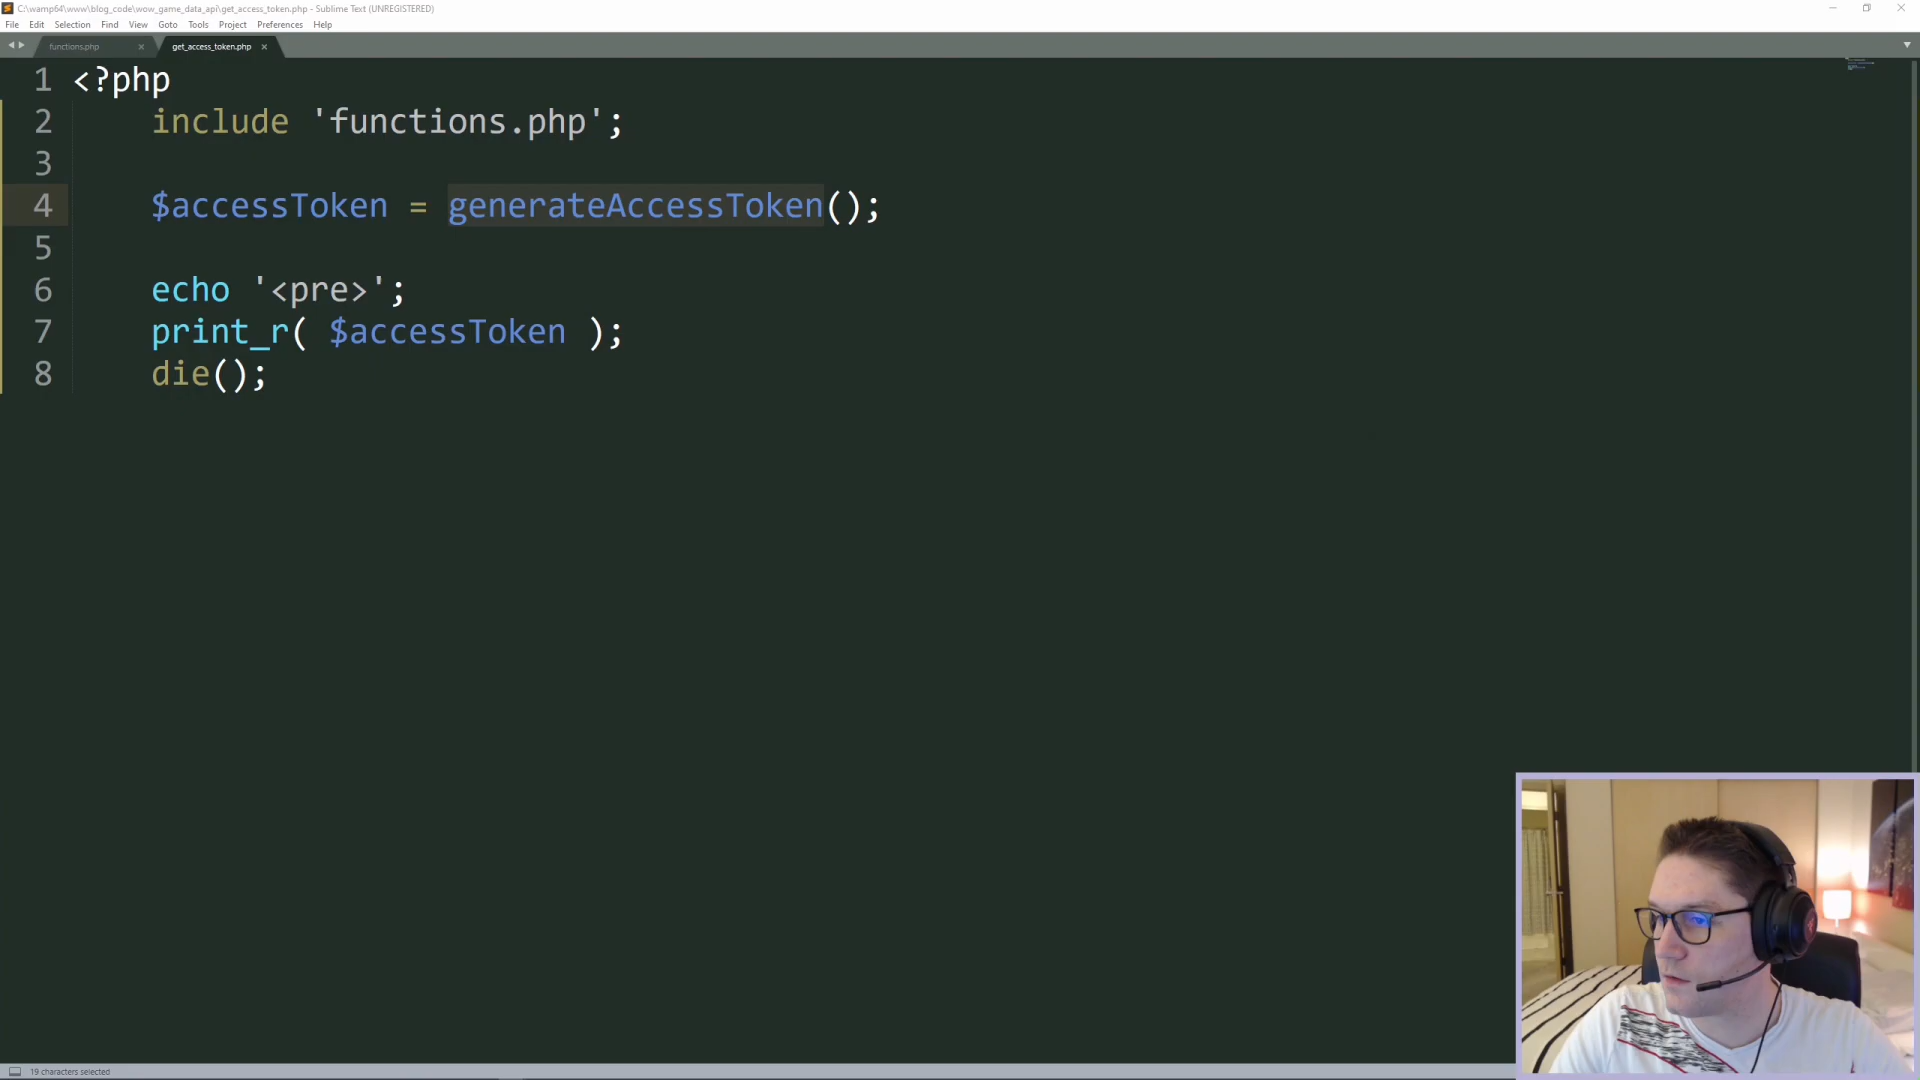 C:\wamp64\www\blog_code\wow_game_data_api\get_access_token.php - Sublime Text (UNREGISTERED)
File Edit Selection Find View Goto Tools Project Preferences Help
functions.php get_access_token.php
1 <?php
2 include 'functions.php';
3
4 $accessToken = generateAccessToken();
5
6 echo '<pre>';
7 print_r( $accessToken );
8 die();
19 characters selected